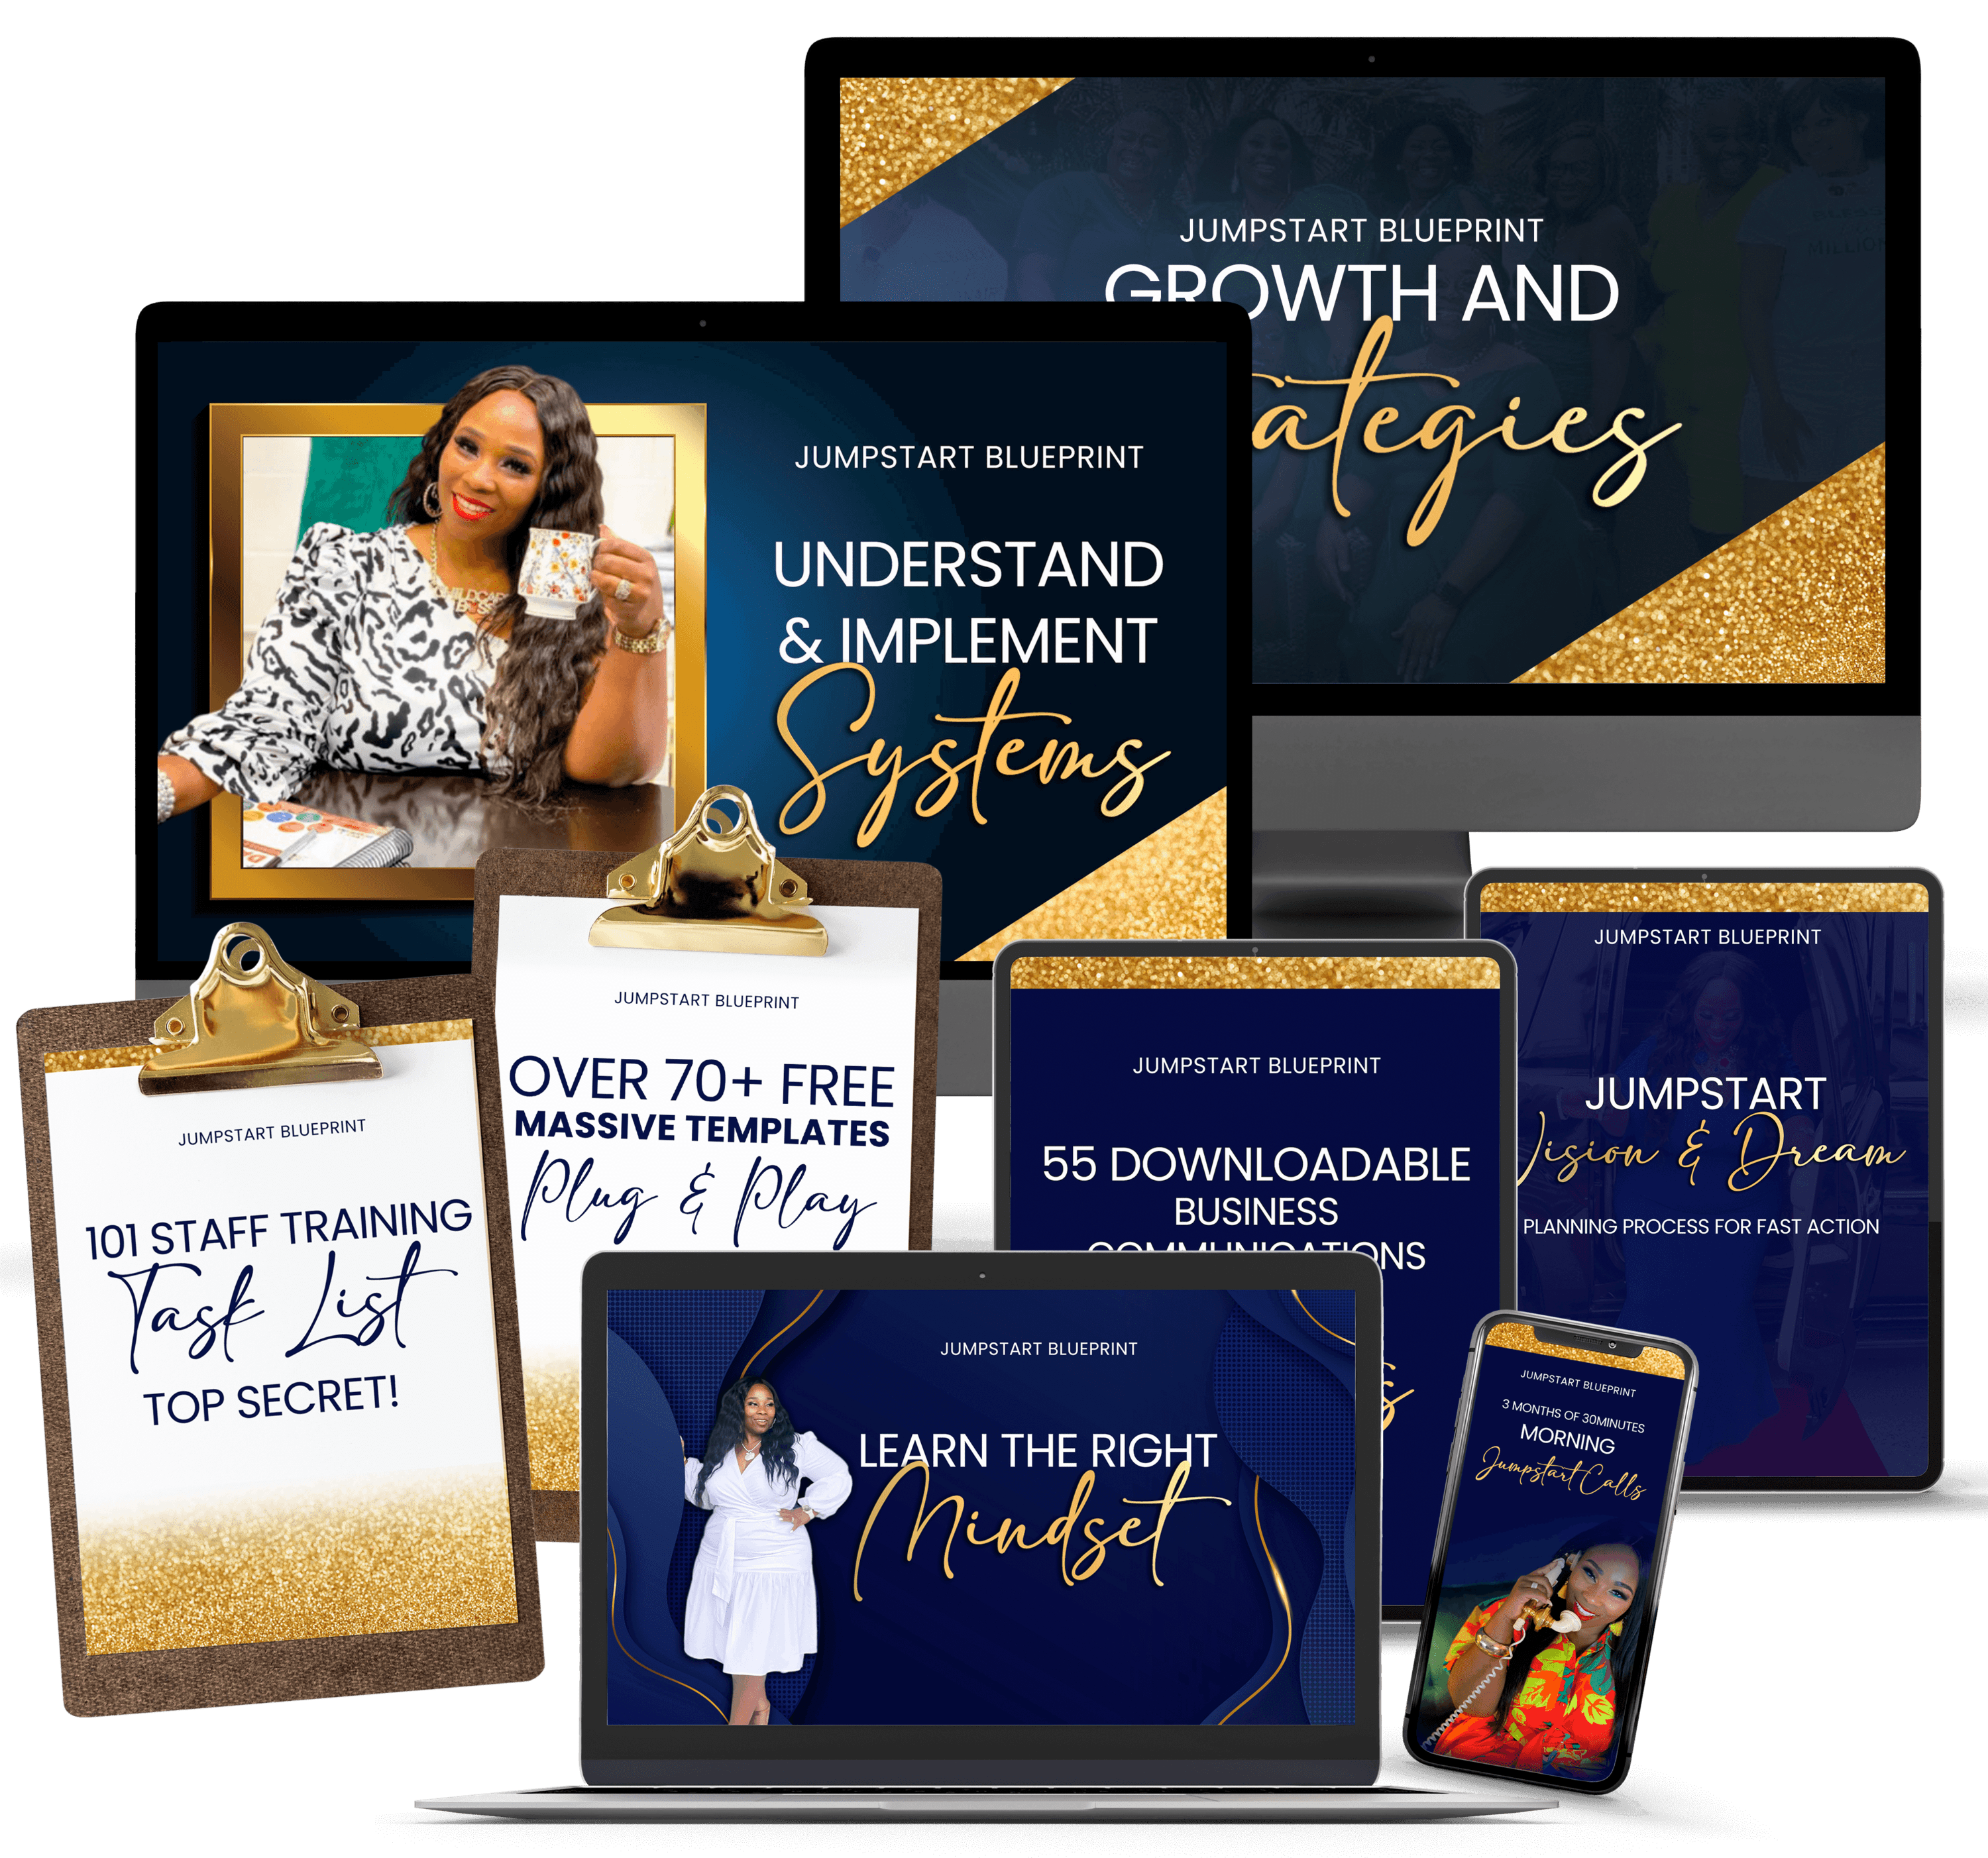 JUMPSTART BLUEPRINT
GROWTH AND
JUMPSTART BLUEPRINT
UNDERSTAND
& IMPLEMENT
Systems
JUMPSTART BLUEPRINT
101 STAFF TRAINING
Task List
TOP SECRET!
JUMPSTART BLUEPRINT
OVER 70+ FREE
MASSIVE TEMPLATES
Plug & Play
JUMPSTART BLUEPRINT
55 DOWNLOADABLE
BUSINESS
COMMUNICATIONS
JUMPSTART BLUEPRINT
JUMPSTART
Vision & Dream
PLANNING PROCESS FOR FAST ACTION
JUMPSTART BLUEPRINT
LEARN THE RIGHT
Mindset
JUMPSTART BLUEPRINT
3 MONTHS OF 30MINUTES
MORNING
Jumpstart Calls